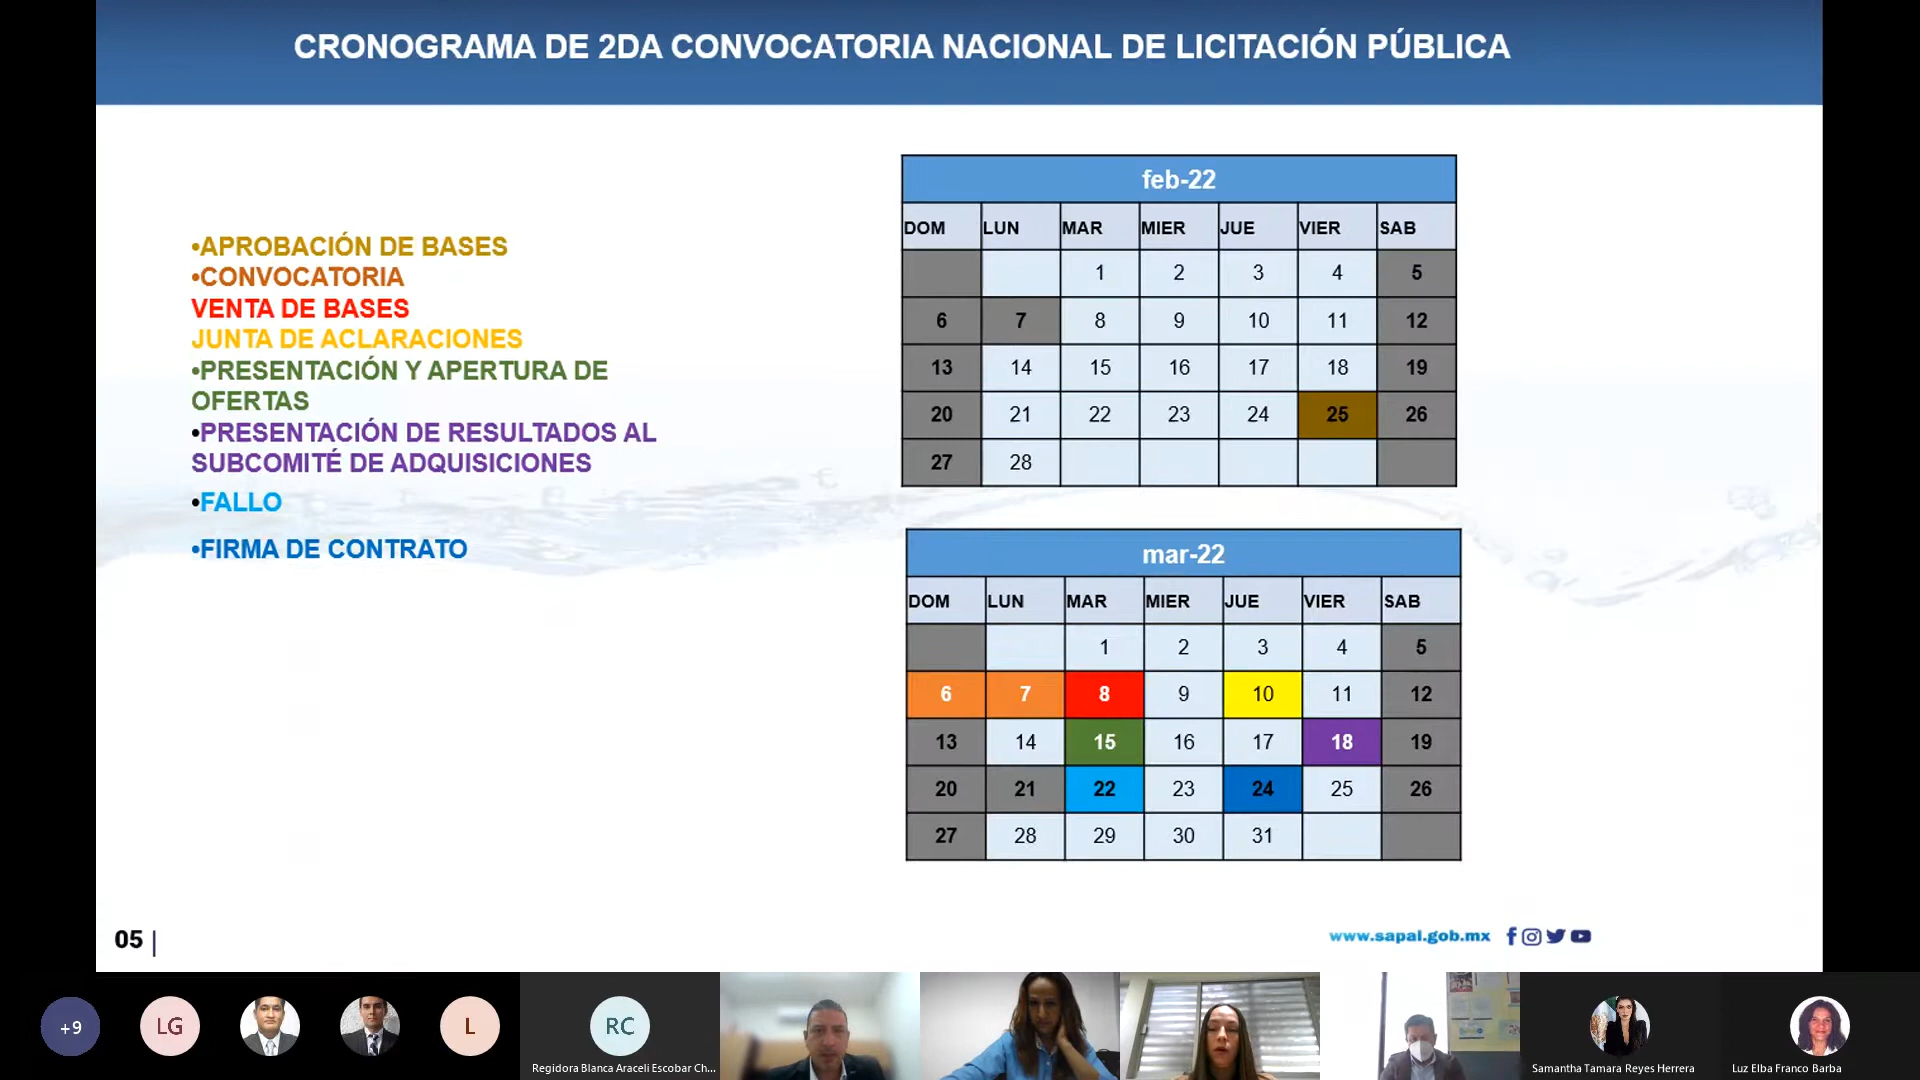 CRONOGRAMA DE 2DA CONVOCATORIA NACIONAL DE LICITACIÓN PÚBLICA
•APROBACIÓN DE BASES
•CONVOCATORIA
VENTA DE BASES
JUNTA DE ACLARACIONES
•PRESENTACIÓN Y APERTURA DE
OFERTAS
•PRESENTACIÓN DE RESULTADOS AL
SUBCOMITÉ DE ADQUISICIONES
•FALLO
•FIRMA DE CONTRATO
feb-22
DOM LUN MAR MIER JUE VIER SAB
1 2 3 4 5
6 7 8 9 10 11 12
13 14 15 16 17 18 19
20 21 22 23 24 25 26
27 28
mar-22
DOM LUN MAR MIER JUE VIER SAB
1 2 3 4 5
6 7 8 9 10 11 12
13 14 15 16 17 18 19
20 21 22 23 24 25 26
27 28 29 30 31
05 |
www.sapal.gob.mx
+9 LG L RC
Regidora Blanca Araceli Escobar Ch...
Samantha Tamara Reyes Herrera
Luz Elba Franco Barba